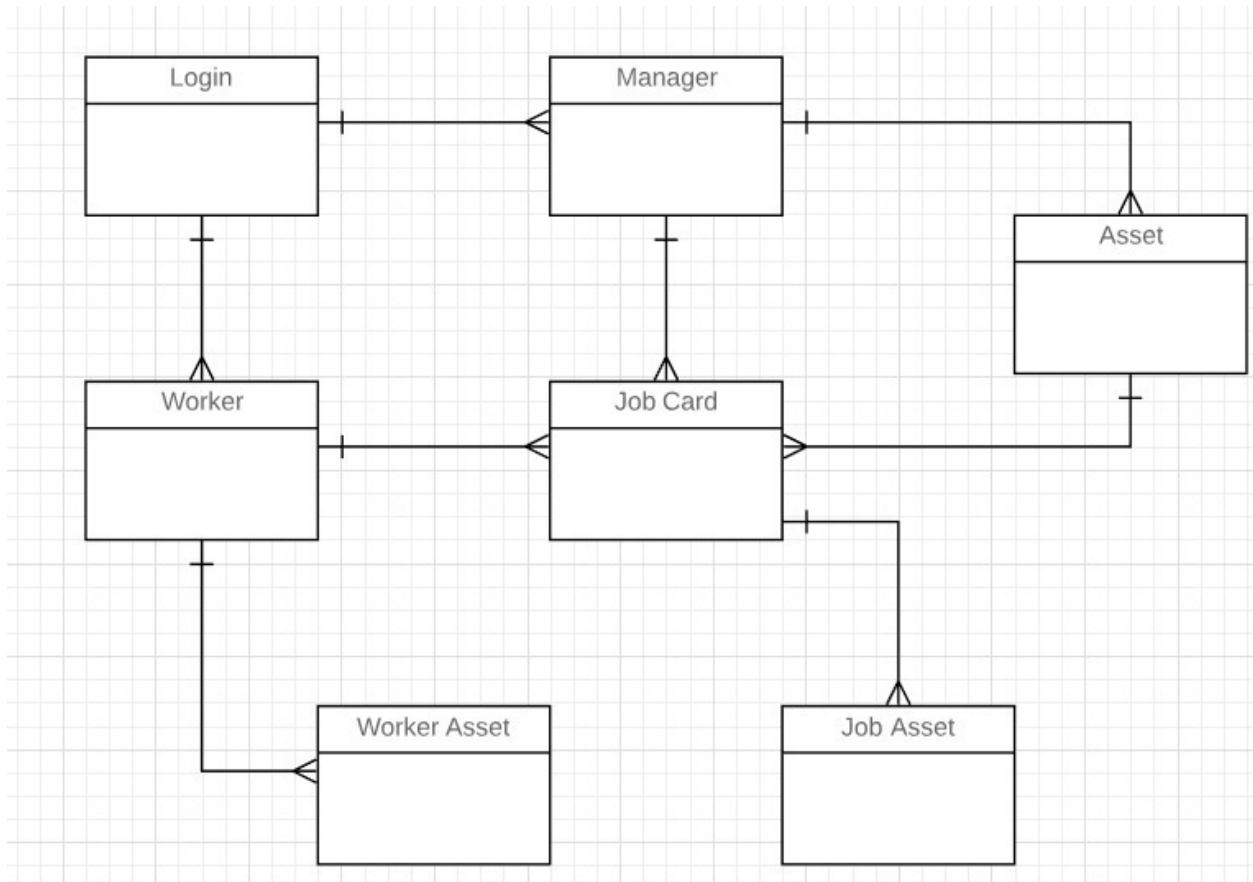 Login
Manager
Asset
Worker
Job Card
Worker Asset
Job Asset